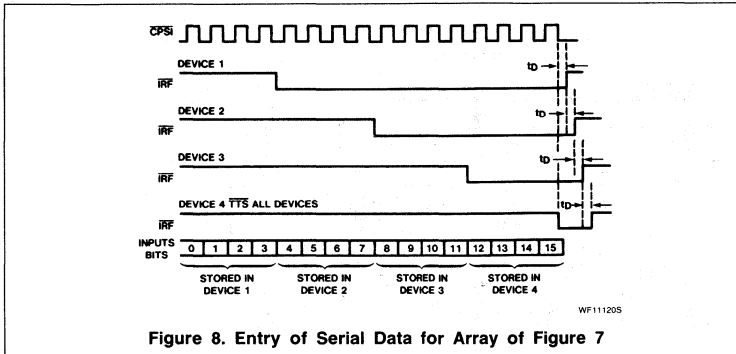 CPSI
DEVICE 1
tD
IRF
DEVICE 2
tD
IRF
DEVICE 3
tD
IRF
DEVICE 4 TTS ALL DEVICES
tD
IRF
INPUTS BITS 0 1 2 3 4 5 6 7 8 9 10 11 12 13 14 15
STORED IN DEVICE 1
STORED IN DEVICE 2
STORED IN DEVICE 3
STORED IN DEVICE 4
WF11120S
Figure 8. Entry of Serial Data for Array of Figure 7